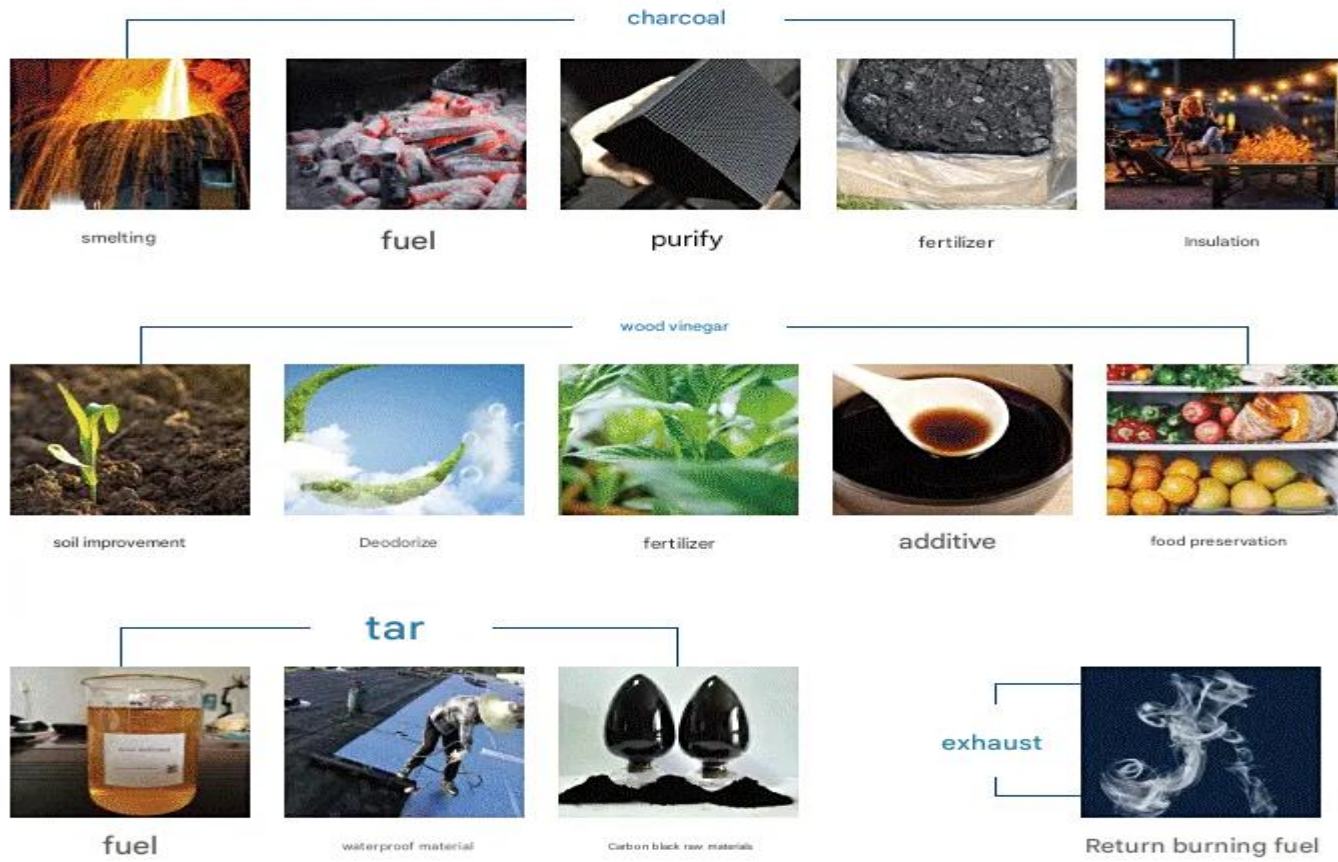 charcoal
smelting
fuel
purify
fertilizer
Insulation
wood vinegar
soil improvement
Deodorize
fertilizer
additive
food preservation
tar
exhaust
fuel
waterproof material
Carbon black raw materials
Return burning fuel